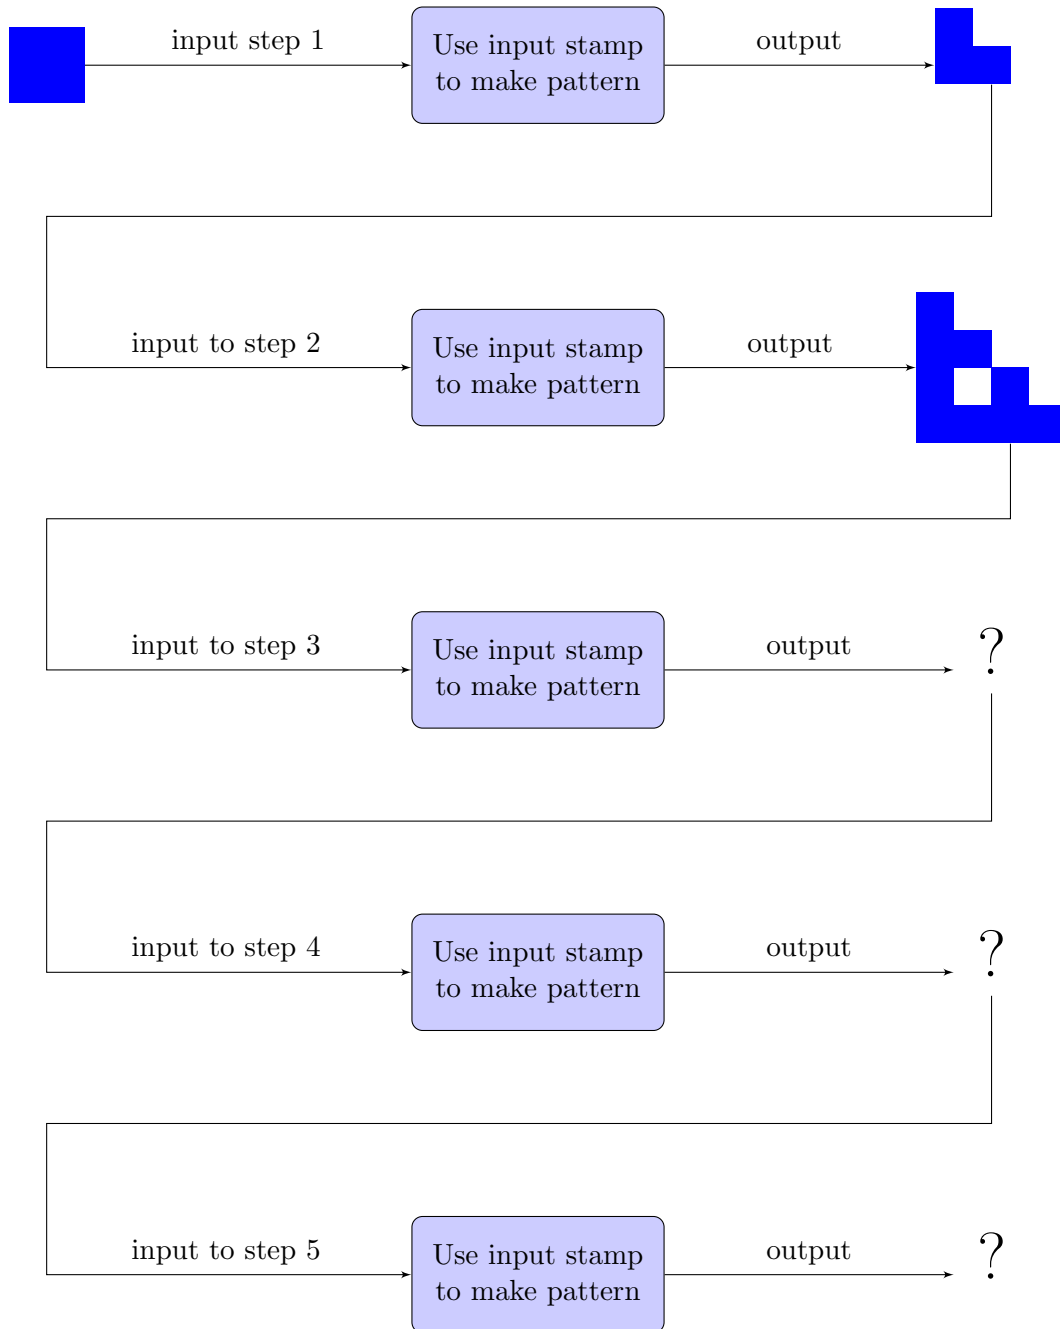 input step 1
Use input stamp
to make pattern
output
input to step 2
Use input stamp
to make pattern
output
input to step 3
Use input stamp
to make pattern
output
?
input to step 4
Use input stamp
to make pattern
output
?
input to step 5
Use input stamp
to make pattern
output
?